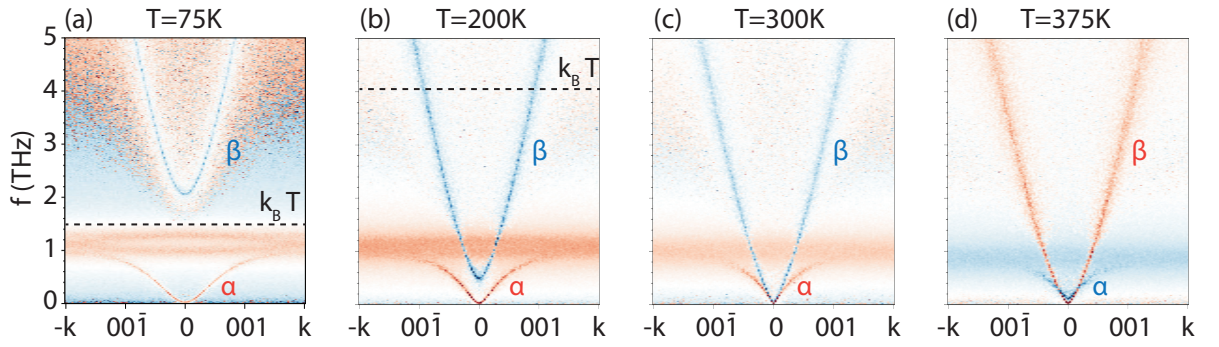 (a) T=75K
(b) T=200K
(c) T=300K
(d) T=375K
f (THz)
5
4
3
2
1
0
k_B T
β
α
k_B T
β
α
β
α
β
α
-k 001̄ 0 001 k
-k 001̄ 0 001 k
-k 001̄ 0 001 k
-k 001̄ 0 001 k